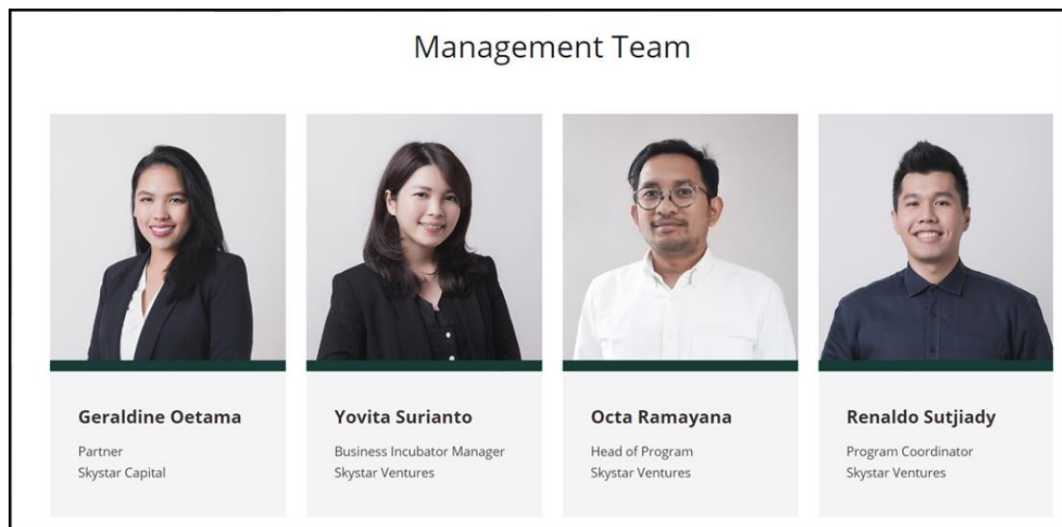 Management Team
Geraldine Oetama
Partner
Skystar Capital
Yovita Surianto
Business Incubator Manager
Skystar Ventures
Octa Ramayana
Head of Program
Skystar Ventures
Renaldo Sutjiady
Program Coordinator
Skystar Ventures